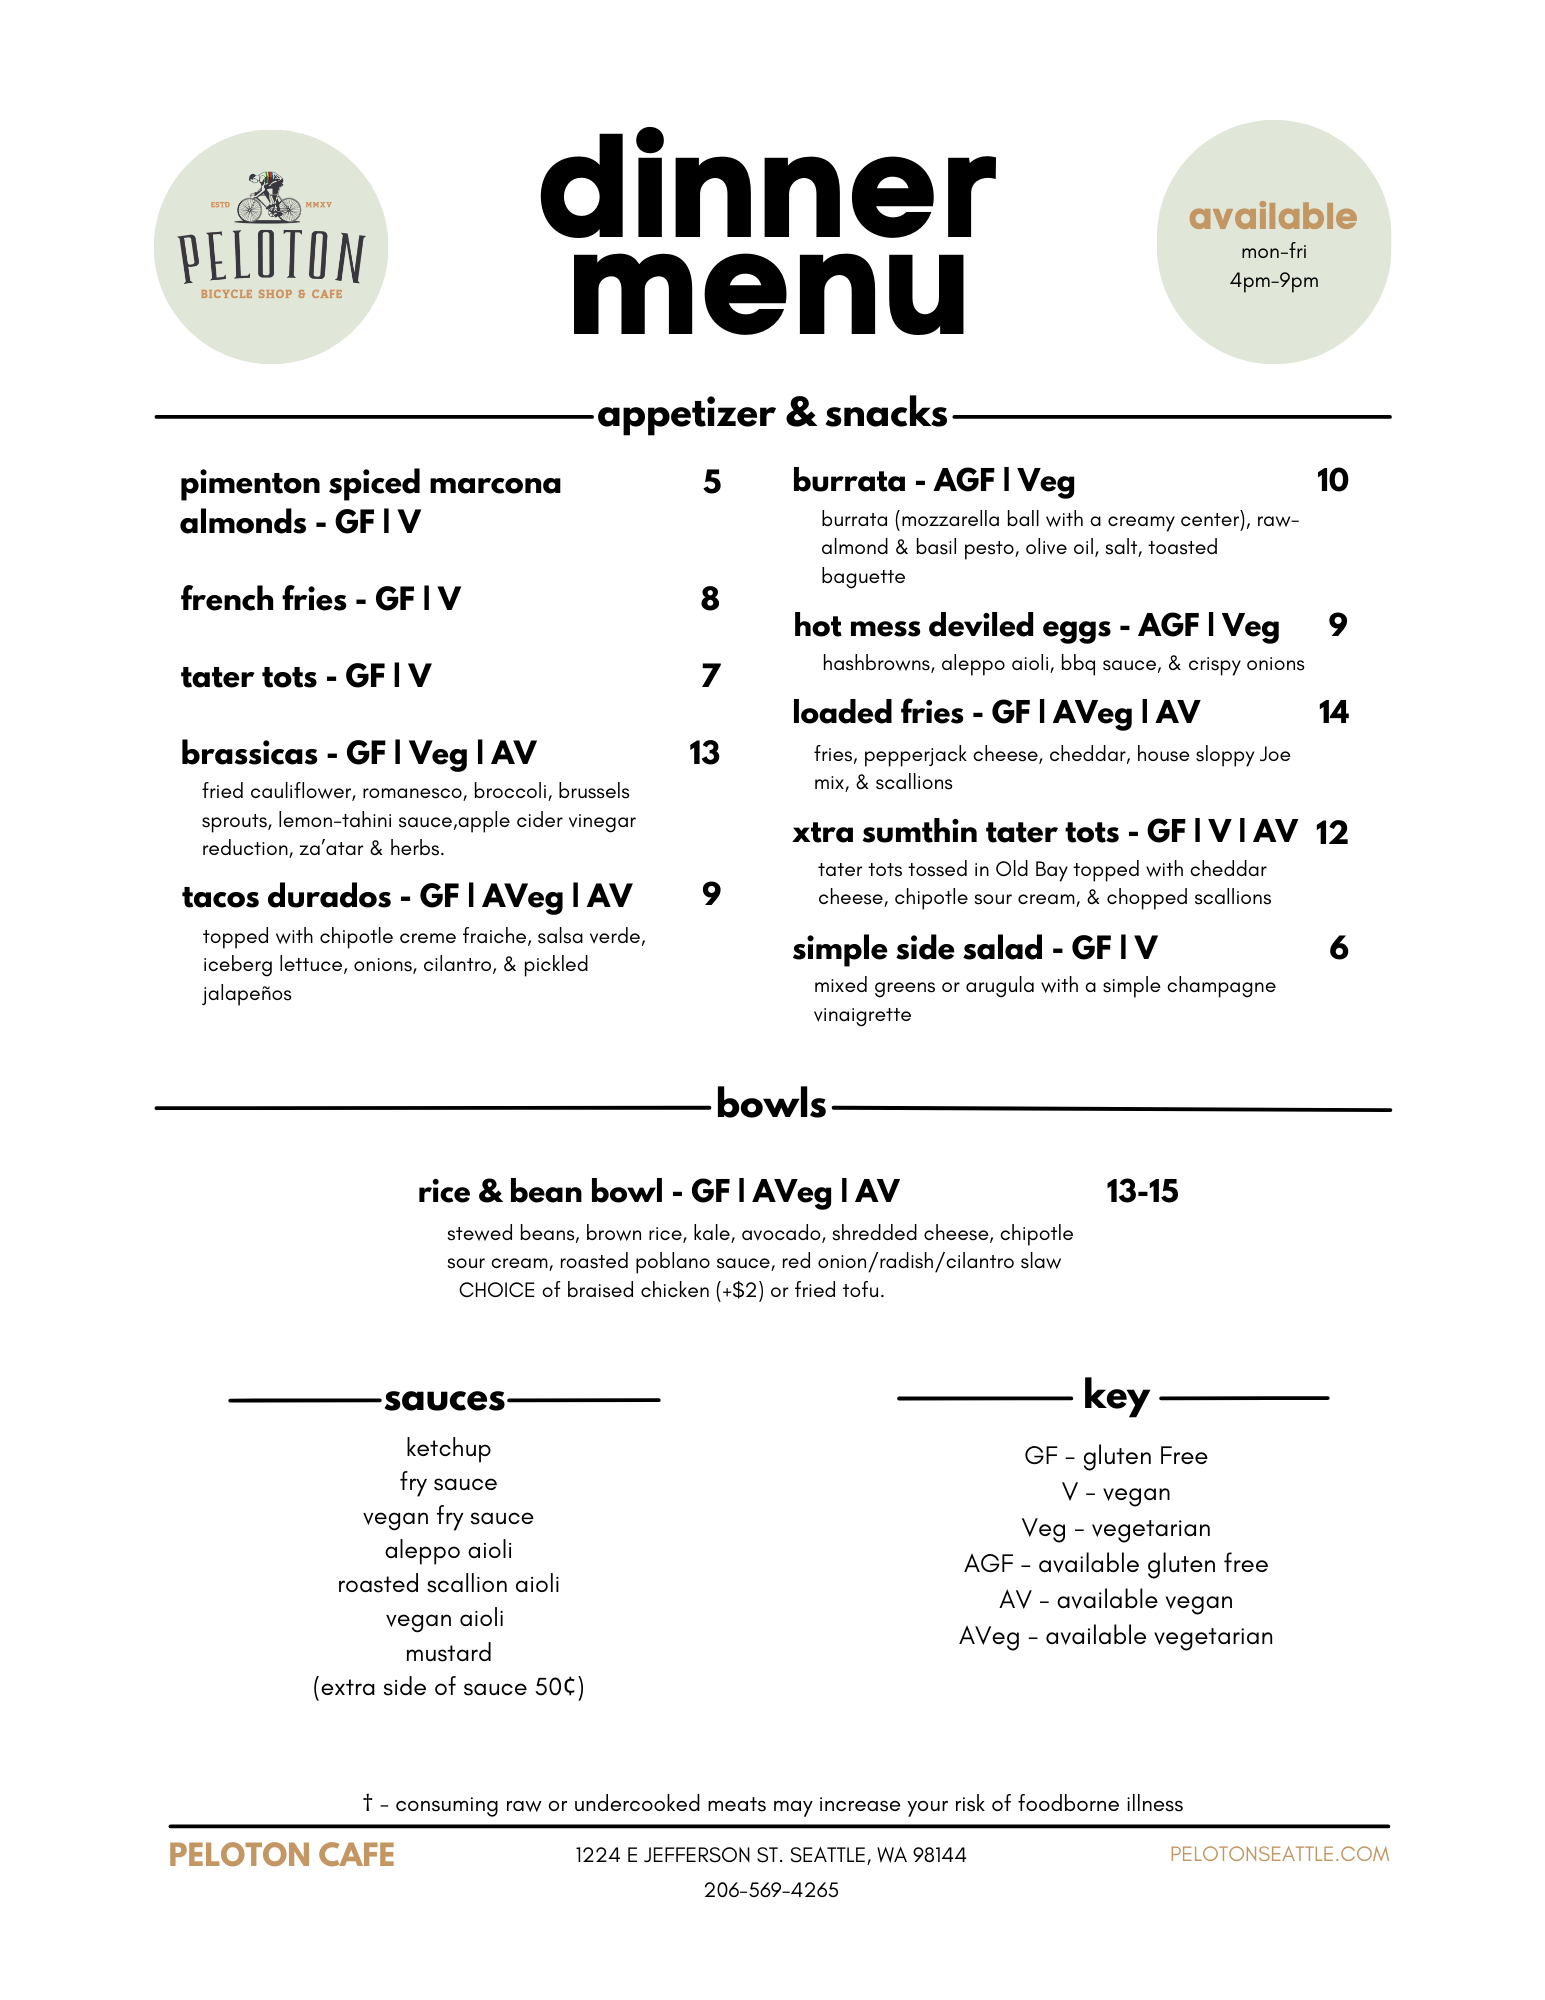 ESTD MMXV
PELOTON
BICYCLE SHOP & CAFE
dinner
menu
available
mon-fri
4pm-9pm
appetizer & snacks
pimenton spiced marcona 5
almonds - GF | V
french fries - GF | V 8
tater tots - GF | V 7
brassicas - GF | Veg | AV 13
fried cauliflower, romanesco, broccoli, brussels
sprouts, lemon-tahini sauce,apple cider vinegar
reduction, za'atar & herbs.
tacos durados - GF | AVeg | AV 9
topped with chipotle creme fraiche, salsa verde,
iceberg lettuce, onions, cilantro, & pickled
jalapeños
burrata - AGF | Veg 10
burrata (mozzarella ball with a creamy center), raw-
almond & basil pesto, olive oil, salt, toasted
baguette
hot mess deviled eggs - AGF | Veg 9
hashbrowns, aleppo aioli, bbq sauce, & crispy onions
loaded fries - GF | AVeg | AV 14
fries, pepperjack cheese, cheddar, house sloppy Joe
mix, & scallions
xtra sumthin tater tots - GF | V | AV 12
tater tots tossed in Old Bay topped with cheddar
cheese, chipotle sour cream, & chopped scallions
simple side salad - GF | V 6
mixed greens or arugula with a simple champagne
vinaigrette
bowls
rice & bean bowl - GF | AVeg | AV 13-15
stewed beans, brown rice, kale, avocado, shredded cheese, chipotle
sour cream, roasted poblano sauce, red onion/radish/cilantro slaw
CHOICE of braised chicken (+$2) or fried tofu.
sauces
ketchup
fry sauce
vegan fry sauce
aleppo aioli
roasted scallion aioli
vegan aioli
mustard
(extra side of sauce 50¢)
key
GF - gluten Free
V - vegan
Veg - vegetarian
AGF - available gluten free
AV - available vegan
AVeg - available vegetarian
† - consuming raw or undercooked meats may increase your risk of foodborne illness
PELOTON CAFE
1224 E JEFFERSON ST. SEATTLE, WA 98144
206-569-4265
PELOTONSEATTLE.COM